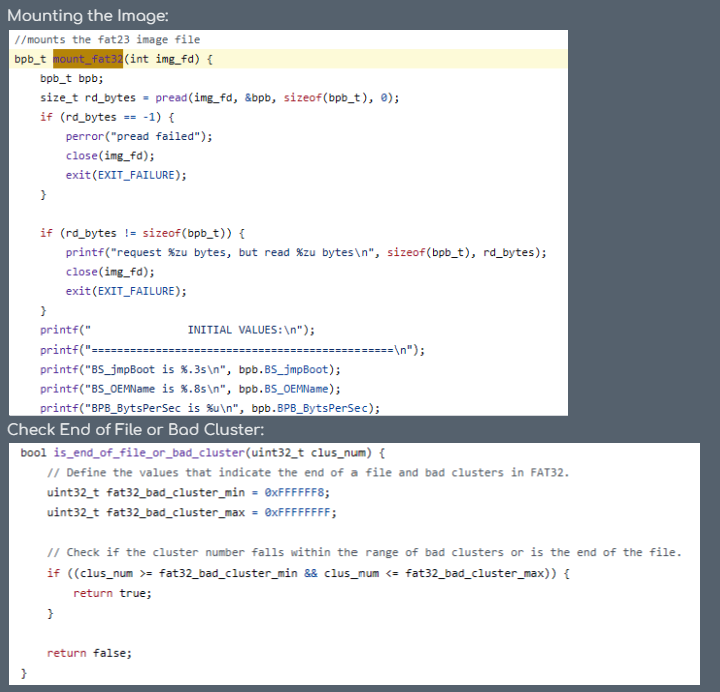 Mounting the Image:
//mounts the fat23 image file
bpb_t mount_fat32(int img_fd) {
    bpb_t bpb;
    size_t rd_bytes = pread(img_fd, &bpb, sizeof(bpb_t), 0);
    if (rd_bytes == -1) {
        perror("pread failed");
        close(img_fd);
        exit(EXIT_FAILURE);
    }
    if (rd_bytes != sizeof(bpb_t)) {
        printf("request %zu bytes, but read %zu bytes\n", sizeof(bpb_t), rd_bytes);
        close(img_fd);
        exit(EXIT_FAILURE);
    }
    printf("               INITIAL VALUES:\n");
    printf("=============================================\n");
    printf("BS_jmpBoot is %.3s\n", bpb.BS_jmpBoot);
    printf("BS_OEMName is %.8s\n", bpb.BS_OEMName);
    printf("BPB_BytsPerSec is %u\n", bpb.BPB_BytsPerSec);
Check End of File or Bad Cluster:
bool is_end_of_file_or_bad_cluster(uint32_t clus_num) {
    // Define the values that indicate the end of a file and bad clusters in FAT32.
    uint32_t fat32_bad_cluster_min = 0xFFFFFF8;
    uint32_t fat32_bad_cluster_max = 0xFFFFFFFF;
    // Check if the cluster number falls within the range of bad clusters or is the end of the file.
    if ((clus_num >= fat32_bad_cluster_min && clus_num <= fat32_bad_cluster_max)) {
        return true;
    }
    return false;
}